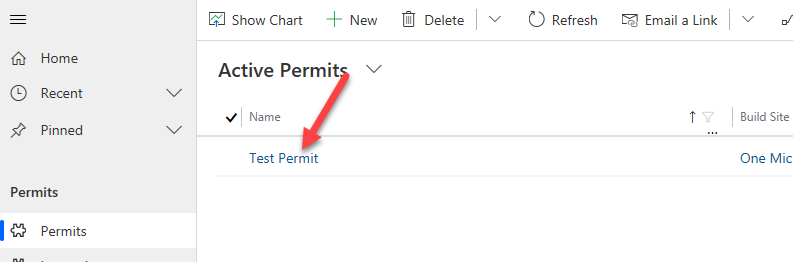 Show Chart New Delete Refresh Email a Link
Home
Recent
Pinned
Active Permits
Name Build Site
Test Permit One Mic
Permits
Permits